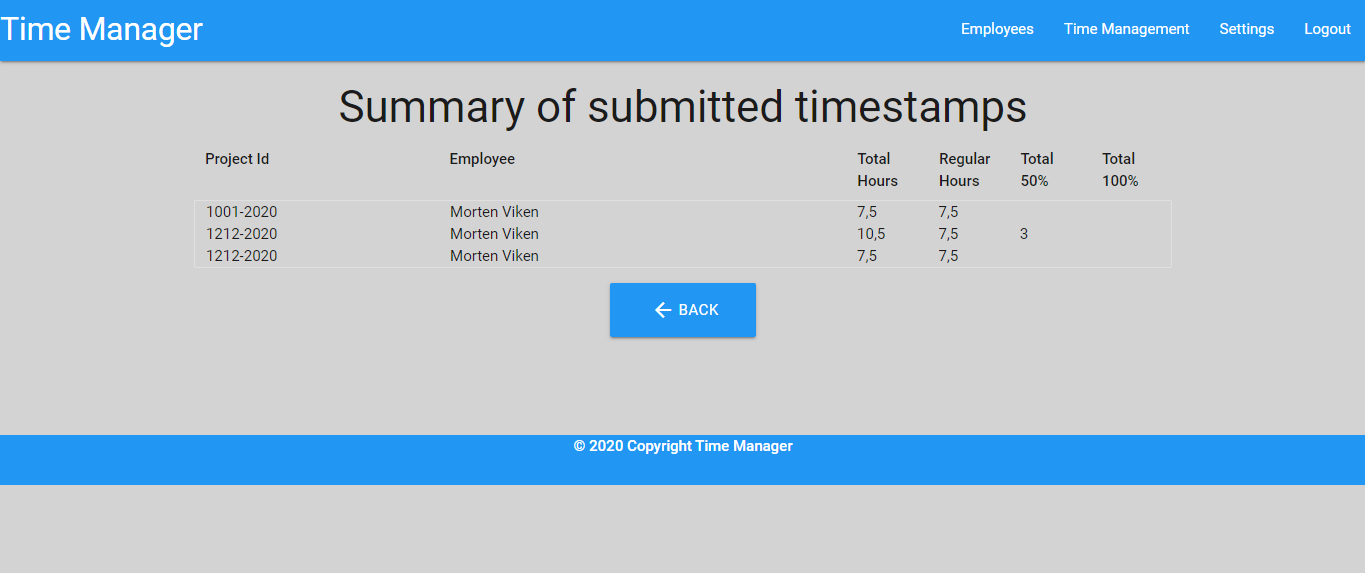 Time Manager
Employees Time Management Settings Logout
Summary of submitted timestamps
Project Id Employee Total Hours Regular Hours Total 50% Total 100%
1001-2020 Morten Viken 7,5 7,5
1212-2020 Morten Viken 10,5 7,5 3
1212-2020 Morten Viken 7,5 7,5
BACK
© 2020 Copyright Time Manager